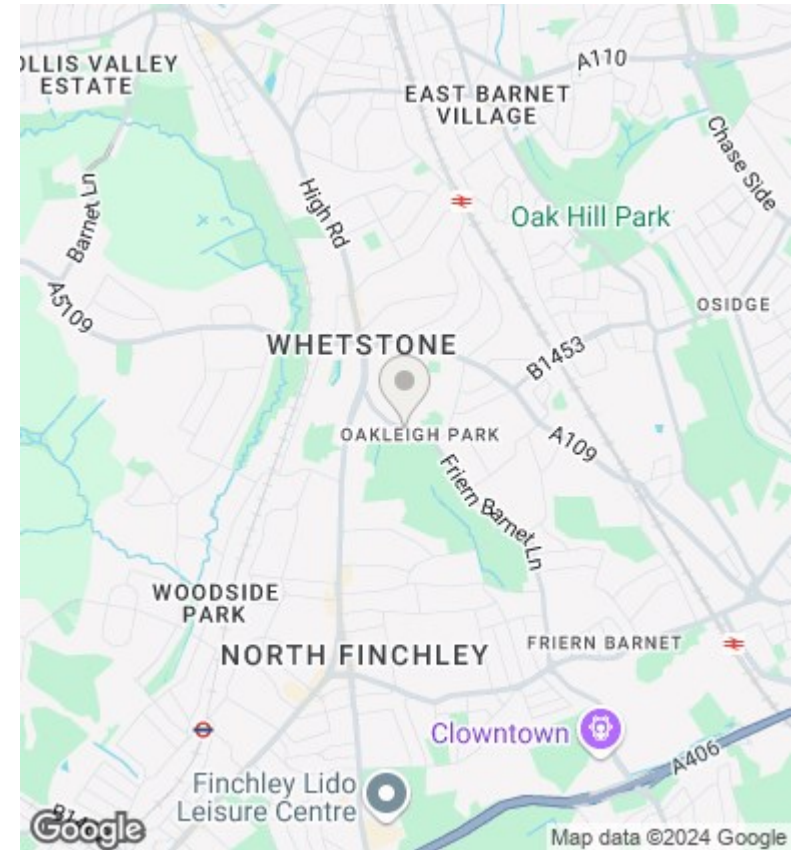 OLLIS VALLEY
ESTATE
A110
EAST BARNET
VILLAGE
Chase Side
Barnet Ln
High Rd
Oak Hill Park
A5109
OSIDGE
WHETSTONE
B1453
OAKLEIGH PARK
A109
Friern Barnet Ln
WOODSIDE
PARK
NORTH FINCHLEY
FRIERN BARNET
Clowntown
A406
Finchley Lido
Leisure Centre
Google
Map data ©2024 Google